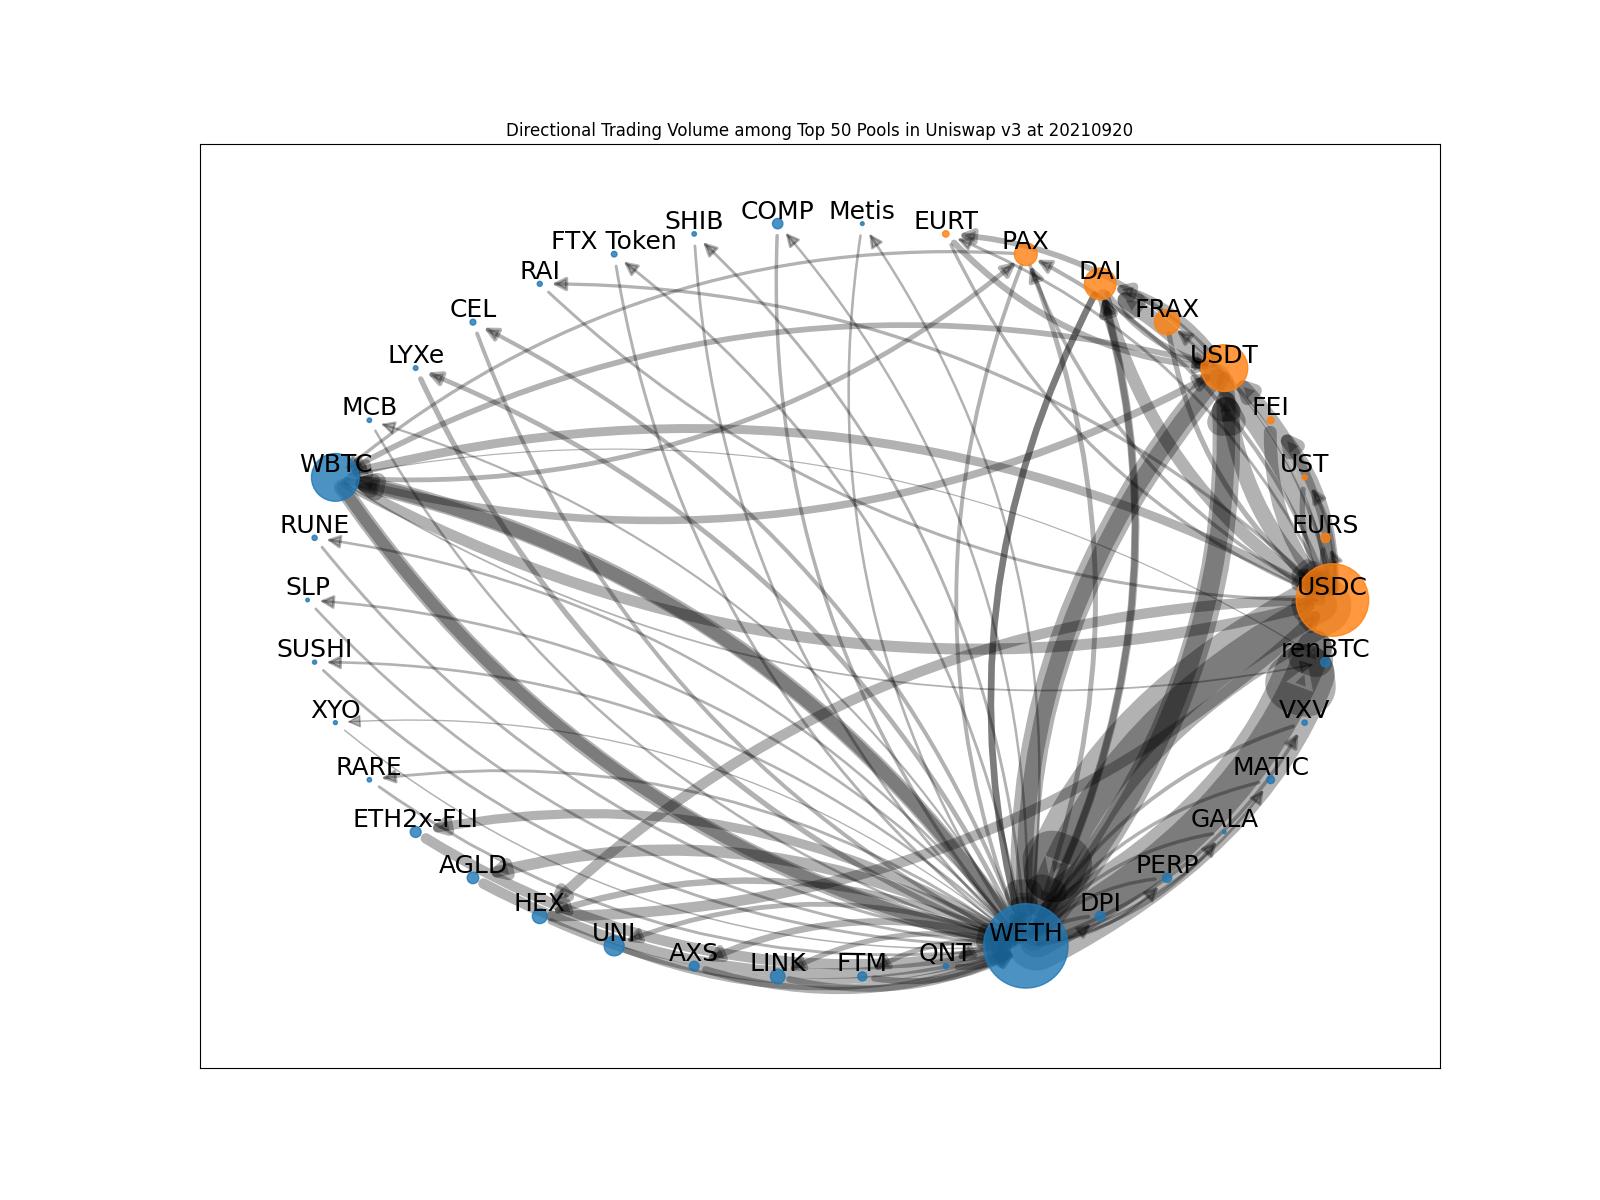 Directional Trading Volume among Top 50 Pools in Uniswap v3 at 20210920
COMP
Metis
SHIB
EURT
FTX Token
PAX
RAI
DAI
CEL
FRAX
LYXe
USDT
MCB
FEI
WBTC
UST
RUNE
EURS
SLP
USDC
SUSHI
renBTC
XYO
VXV
RARE
MATIC
ETH2x-FLI
GALA
AGLD
PERP
HEX
DPI
UNI
WETH
AXS
QNT
LINK
FTM